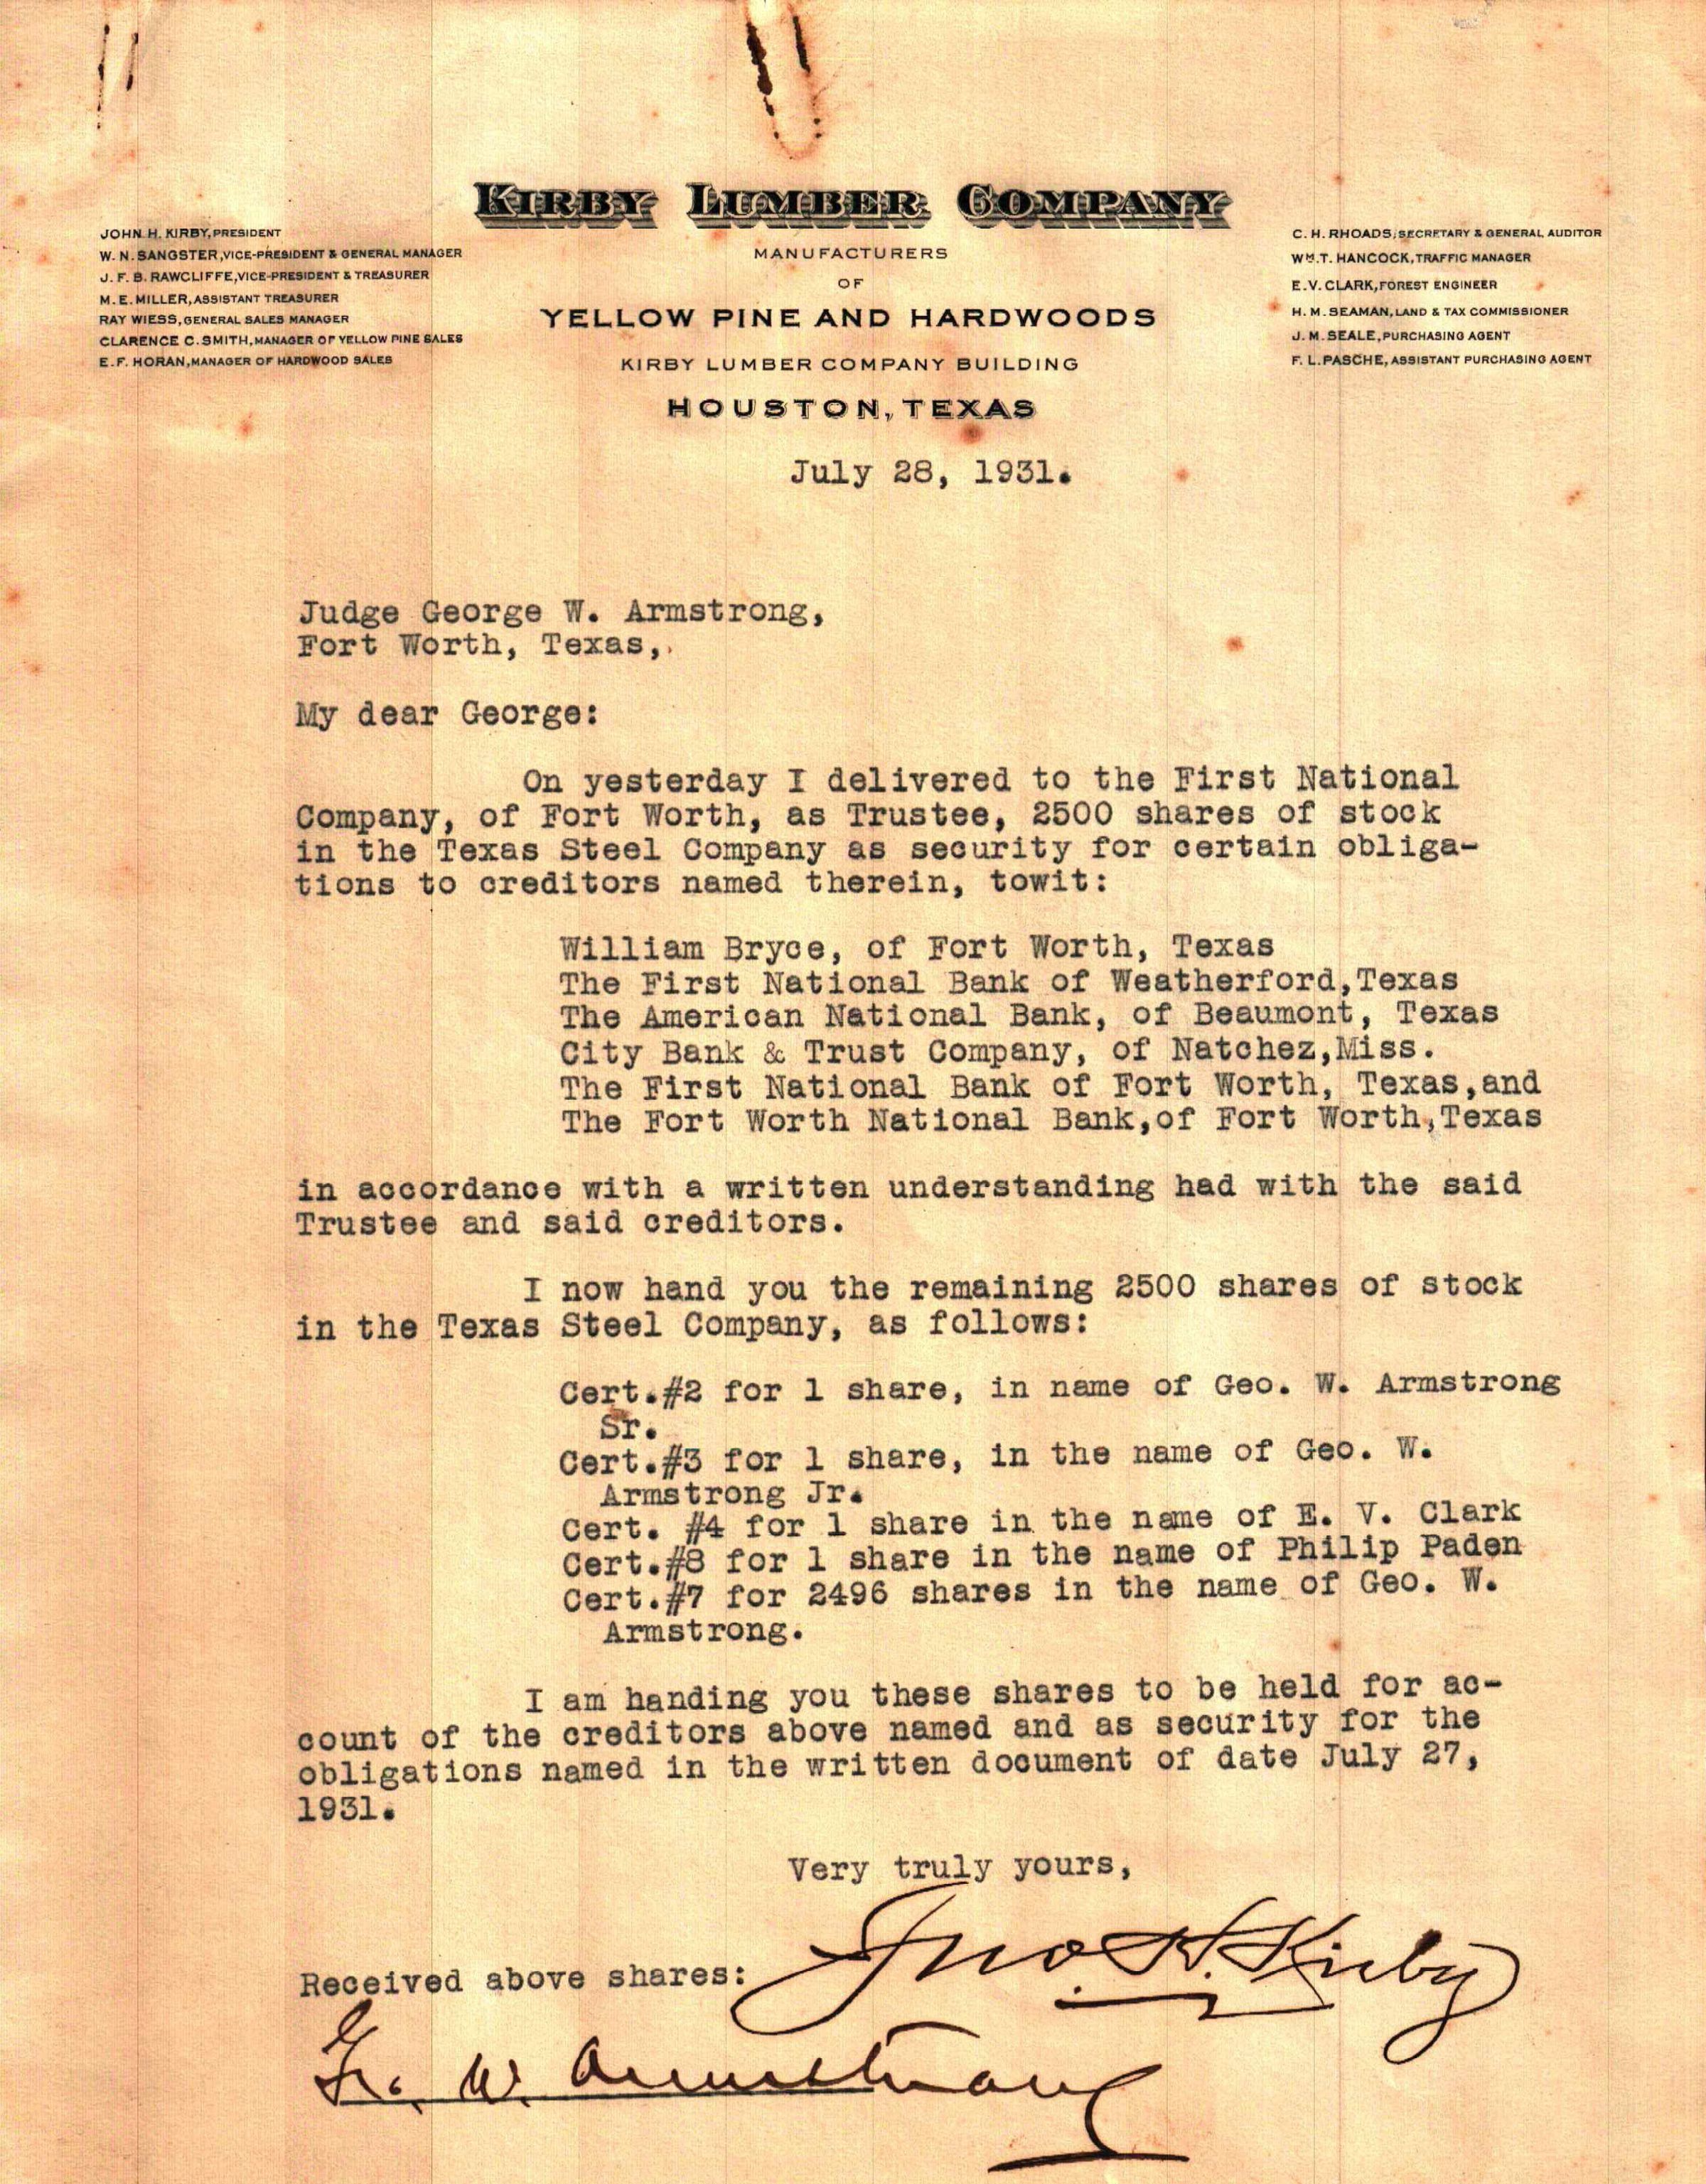 KIRBY LUMBER COMPANY
JOHN H. KIRBY, PRESIDENT
W. N. SANGSTER, VICE-PRESIDENT & GENERAL MANAGER
J. F. B. RAWCLIFFE, VICE-PRESIDENT & TREASURER
M. E. MILLER, ASSISTANT TREASURER
RAY WIESS, GENERAL SALES MANAGER
CLARENCE C. SMITH, MANAGER OF YELLOW PINE SALES
E. F. HORAN, MANAGER OF HARDWOOD SALES
MANUFACTURERS
OF
YELLOW PINE AND HARDWOODS
KIRBY LUMBER COMPANY BUILDING
HOUSTON, TEXAS
C. H. RHOADS, SECRETARY & GENERAL AUDITOR
WM. T. HANCOCK, TRAFFIC MANAGER
E. V. CLARK, FOREST ENGINEER
H. M. SEAMAN, LAND & TAX COMMISSIONER
J. M. SEALE, PURCHASING AGENT
F. L. PASCHE, ASSISTANT PURCHASING AGENT
July 28, 1931.
Judge George W. Armstrong,
Fort Worth, Texas,
My dear George:
On yesterday I delivered to the First National
Company, of Fort Worth, as Trustee, 2500 shares of stock
in the Texas Steel Company as security for certain obliga-
tions to creditors named therein, towit:
William Bryce, of Fort Worth, Texas
The First National Bank of Weatherford,Texas
The American National Bank, of Beaumont, Texas
City Bank & Trust Company, of Natchez,Miss.
The First National Bank of Fort Worth, Texas,and
The Fort Worth National Bank,of Fort Worth,Texas
in accordance with a written understanding had with the said
Trustee and said creditors.
I now hand you the remaining 2500 shares of stock
in the Texas Steel Company, as follows:
Cert.#2 for 1 share, in name of Geo. W. Armstrong
Sr.
Cert.#3 for 1 share, in the name of Geo. W.
Armstrong Jr.
Cert. #4 for 1 share in the name of E. V. Clark
Cert.#8 for 1 share in the name of Philip Paden
Cert.#7 for 2496 shares in the name of Geo. W.
Armstrong.
I am handing you these shares to be held for ac-
count of the creditors above named and as security for the
obligations named in the written document of date July 27,
1931.
Very truly yours,
Jno. H. Kirby
Received above shares:
Geo. W. Armstrong